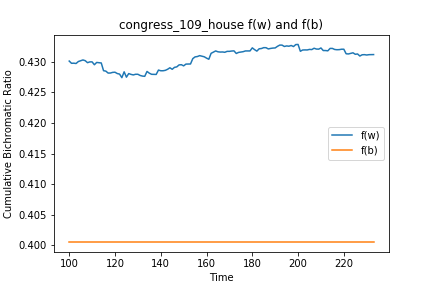 congress_109_house f(w) and f(b)
0.430
0.425
0.420
0.415
0.410
0.405
0.400
Cumulative Bichromatic Ratio
f(w)
f(b)
100 120 140 160 180 200 220
Time